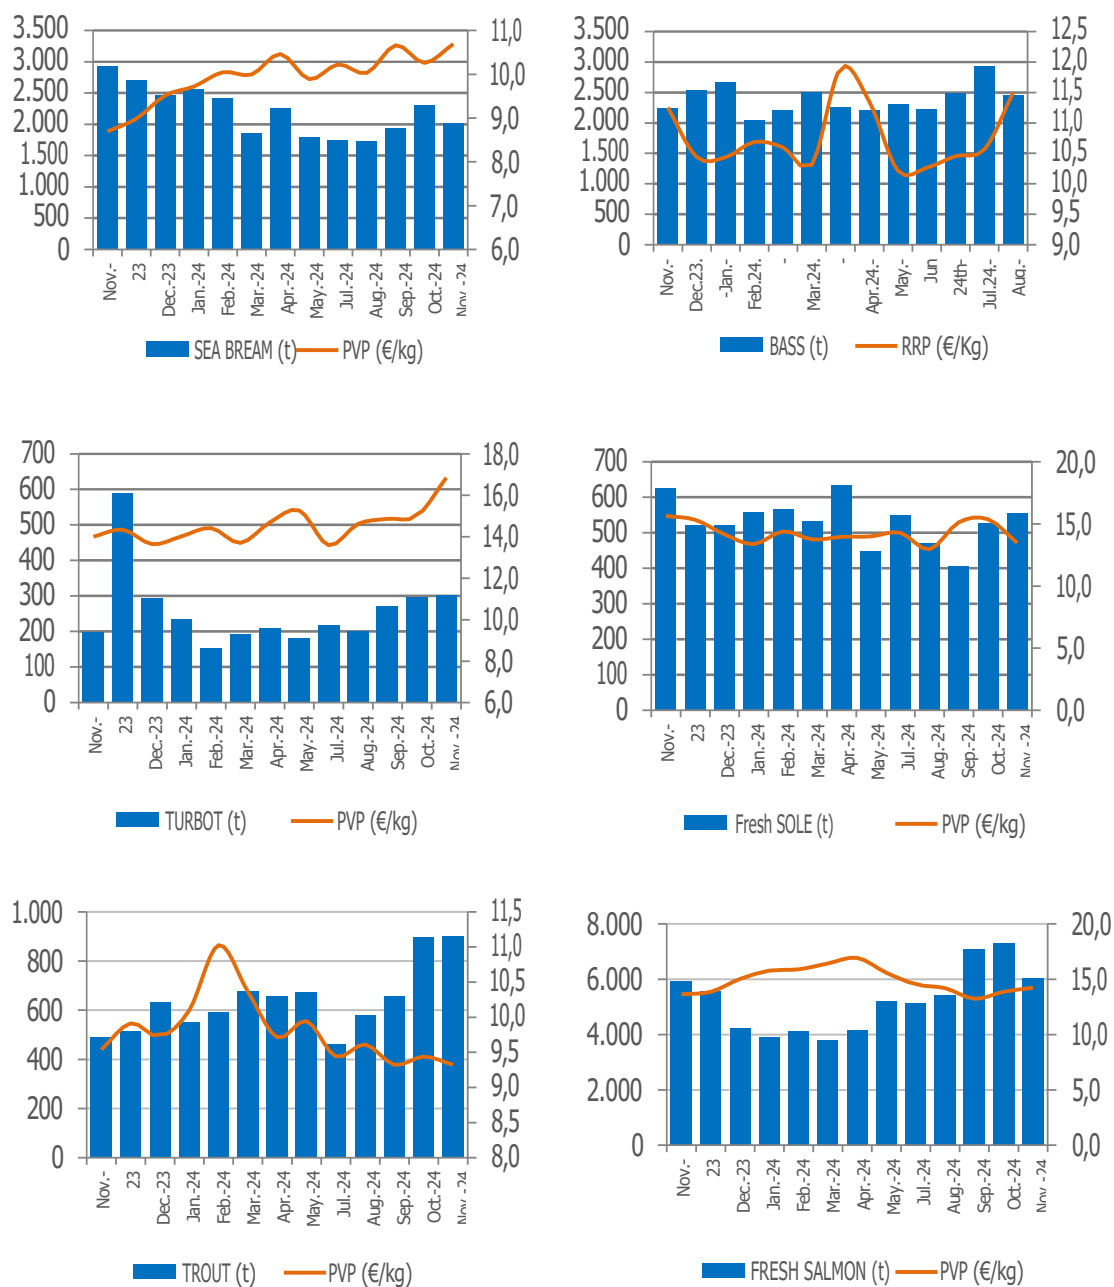 3.500
3.000
2.500
2.000
1.500
1.000
500
0
11,0
10,0
9,0
8,0
7,0
6,0
Nov.-
23
Dec.-23
Jan.-24
Feb.-24
Mar.-24
Apr.-24
May.-24
Jul.-24
Aug.-24
Sep.-24
Oct.-24
Nov.-24
SEA BREAM (t)
PVP (€/kg)
3.500
3.000
2.500
2.000
1.500
1.000
500
0
12,5
12,0
11,5
11,0
10,5
10,0
9,5
9,0
Nov.-
Dec.23.
-Jan.-
Feb.24.
-
Mar.24.
-
Apr.24.-
May.-
Jun
24th-
Jul.24.-
Aug.-
BASS (t)
RRP (€/Kg)
700
600
500
400
300
200
100
0
18,0
16,0
14,0
12,0
10,0
8,0
6,0
Nov.-
23
Dec.-23
Jan.-24
Feb.-24
Mar.-24
Apr.-24
May.-24
Jul.-24
Aug.-24
Sep.-24
Oct.-24
Nov.-24
TURBOT (t)
PVP (€/kg)
700
600
500
400
300
200
100
0
20,0
15,0
10,0
5,0
0,0
Nov.-
23
Dec.-23
Jan.-24
Feb.-24
Mar.-24
Apr.-24
May.-24
Jul.-24
Aug.-24
Sep.-24
Oct.-24
Nov.-24
Fresh SOLE (t)
PVP (€/kg)
1.000
800
600
400
200
0
11,5
11,0
10,5
10,0
9,5
9,0
8,5
8,0
Nov.-
23
Dec.-23
Jan.-24
Feb.-24
Mar.-24
Apr.-24
May.-24
Jul.-24
Aug.-24
Sep.-24
Oct.-24
Nov.-24
TROUT (t)
PVP (€/kg)
8.000
6.000
4.000
2.000
0
20,0
15,0
10,0
5,0
0,0
Nov.-
23
Dec.-23
Jan.-24
Feb.-24
Mar.-24
Apr.-24
May.-24
Jul.-24
Aug.-24
Sep.-24
Oct.-24
Nov.-24
FRESH SALMON (t)
PVP (€/kg)